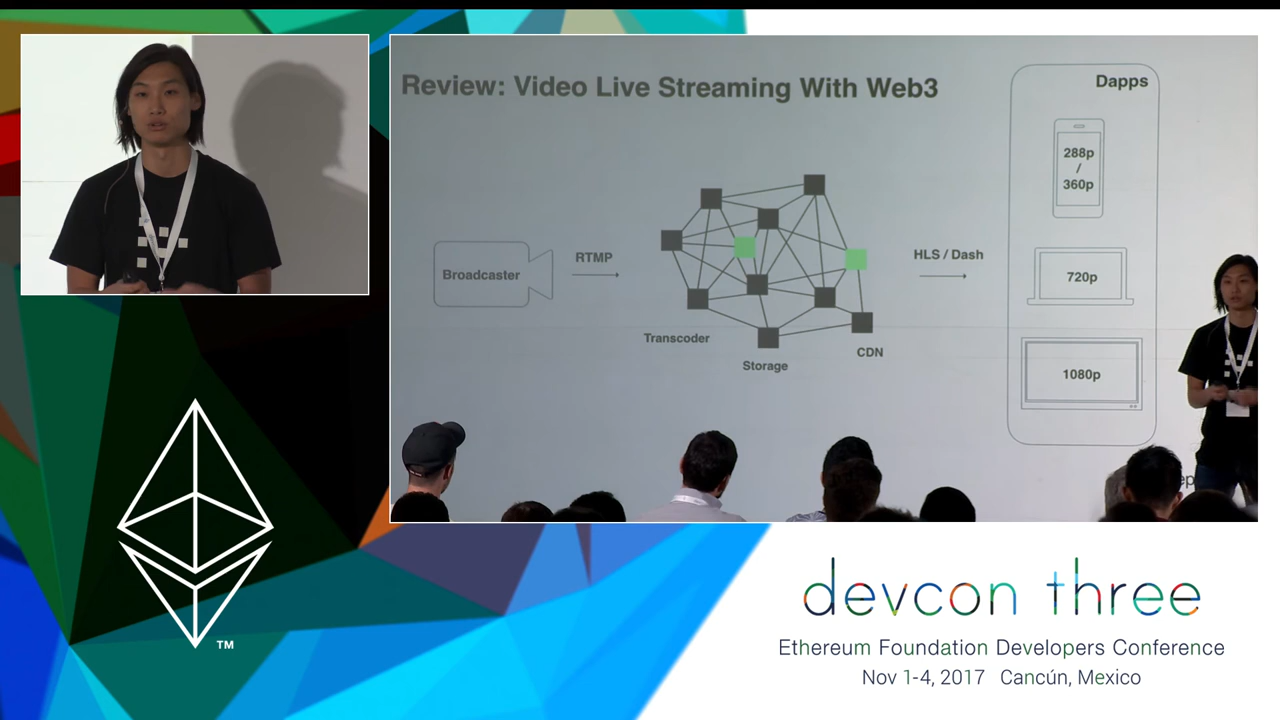 Review: Video Live Streaming With Web3
Dapps
288p
/
360p
Broadcaster
RTMP
HLS / Dash
720p
Transcoder
Storage
CDN
1080p
TM
devcon three
Ethereum Foundation Developers Conference
Nov 1-4, 2017 Cancún, Mexico